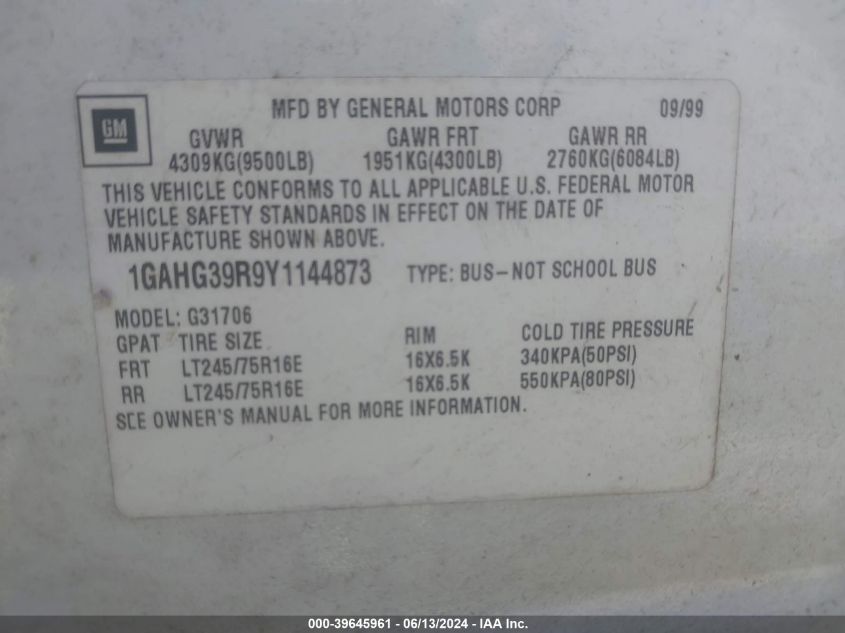 MFD BY GENERAL MOTORS CORP 09/99
GM
GVWR GAWR FRT GAWR RR
4309KG(9500LB) 1951KG(4300LB) 2760KG(6084LB)
THIS VEHICLE CONFORMS TO ALL APPLICABLE U.S. FEDERAL MOTOR
VEHICLE SAFETY STANDARDS IN EFFECT ON THE DATE OF
MANUFACTURE SHOWN ABOVE.
1GAHG39R9Y1144873 TYPE: BUS-NOT SCHOOL BUS
MODEL: G31706
GPAT TIRE SIZE RIM COLD TIRE PRESSURE
FRT LT245/75R16E 16X6.5K 340KPA(50PSI)
RR LT245/75R16E 16X6.5K 550KPA(80PSI)
SEE OWNER'S MANUAL FOR MORE INFORMATION.
000-39645961 - 06/13/2024 - IAA Inc.